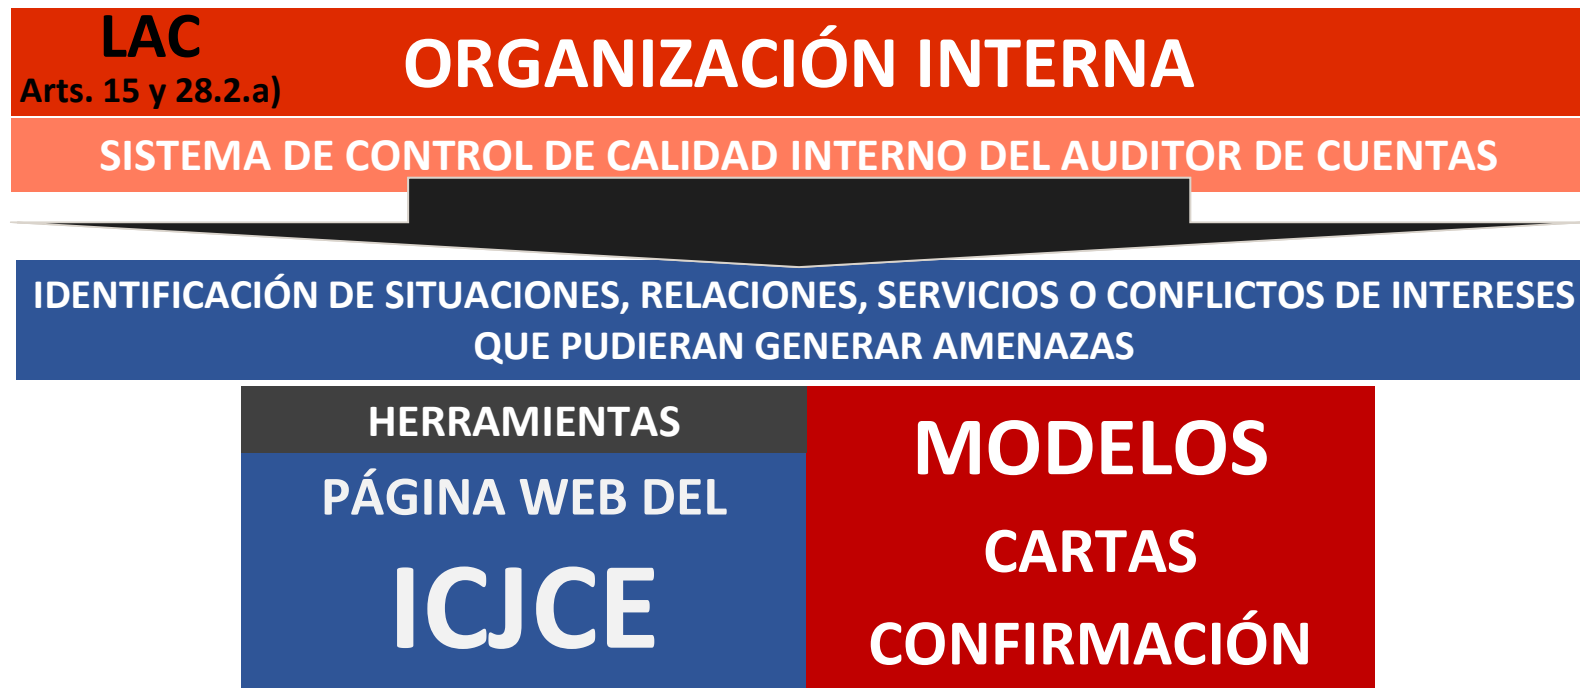 LAC
Arts. 15 y 28.2.a)
ORGANIZACIÓN INTERNA
SISTEMA DE CONTROL DE CALIDAD INTERNO DEL AUDITOR DE CUENTAS
IDENTIFICACIÓN DE SITUACIONES, RELACIONES, SERVICIOS O CONFLICTOS DE INTERESES
QUE PUDIERAN GENERAR AMENAZAS
HERRAMIENTAS
PÁGINA WEB DEL
ICJCE
MODELOS
CARTAS
CONFIRMACIÓN